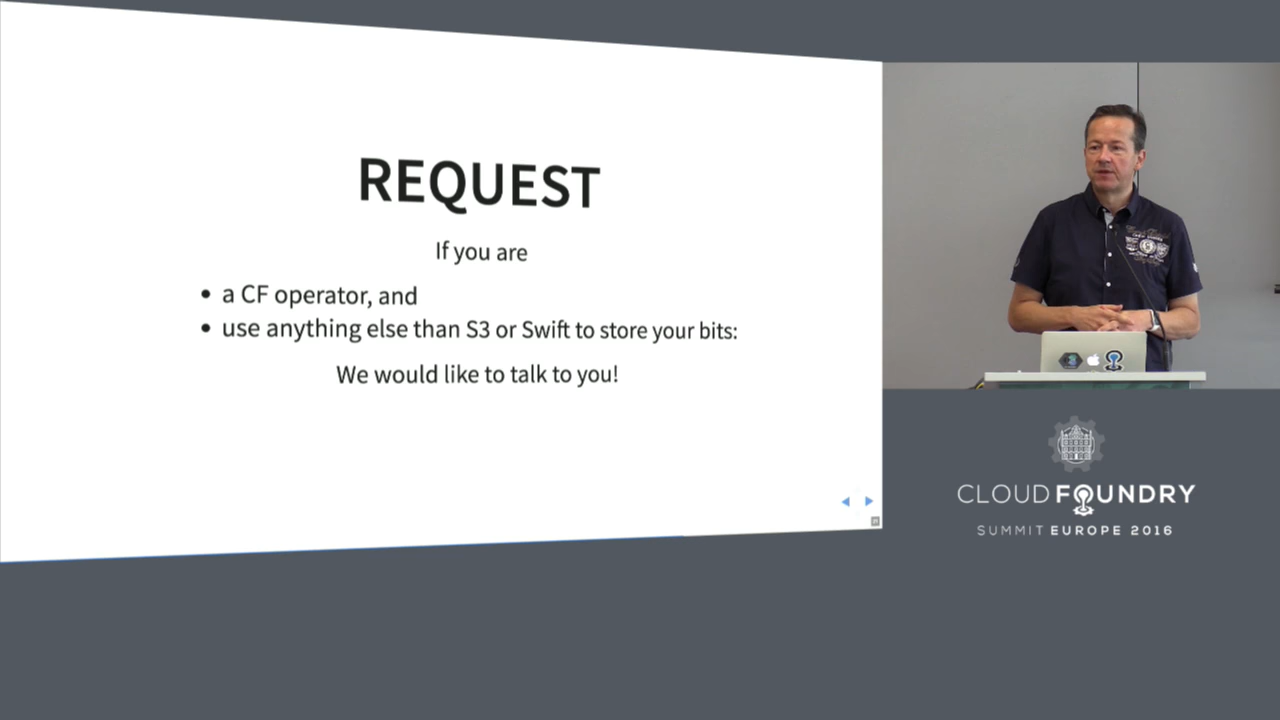 REQUEST
If you are
a CF operator, and
use anything else than S3 or Swift to store your bits:
We would like to talk to you!
CLOUD FOUNDRY
SUMMIT EUROPE 2016